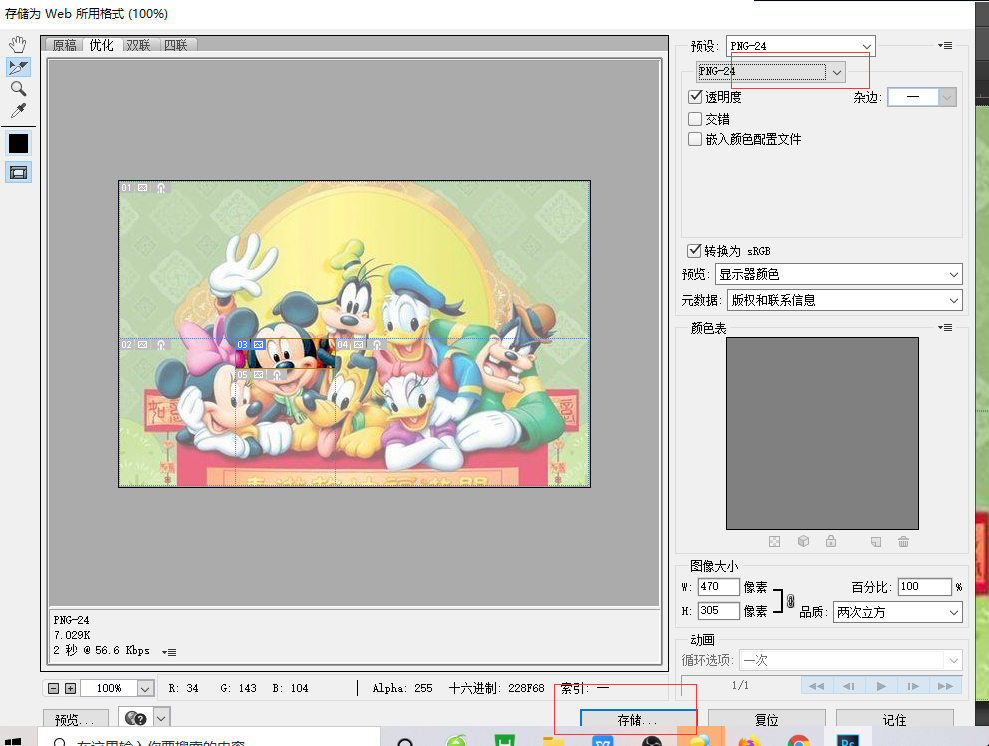 存储为 Web 所用格式 (100%)
原稿 优化 双联 四联
预设: PNG-24
PNG-24
透明度 杂边: 一
交错
嵌入颜色配置文件
转换为 sRGB
预览: 显示器颜色
元数据: 版权和联系信息
颜色表
01
02
03
04
05
图像大小
W: 470 像素 百分比: 100 %
H: 305 像素 品质: 两次立方
动画
循环选项: 一次
1/1
PNG-24
7.029K
2 秒 @ 56.6 Kbps
100% R: 34 G: 143 B: 104 Alpha: 255 十六进制: 228F68 索引: 一
预览... 存储... 复位 记住
在这里输入你要搜索的内容
Ps